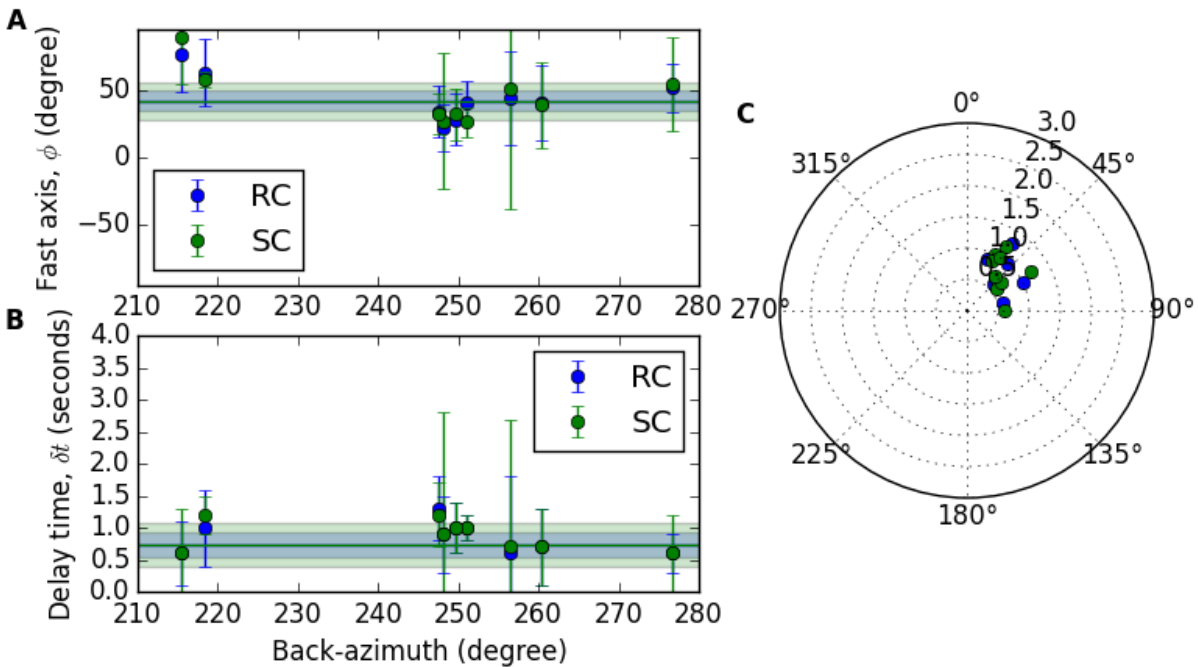 A
Fast axis, ϕ (degree)
50
0
−50
RC
SC
210 220 230 240 250 260 270 280
B
Delay time, δt (seconds)
4.0
3.5
3.0
2.5
2.0
1.5
1.0
0.5
0.0
RC
SC
210 220 230 240 250 260 270 280
Back-azimuth (degree)
C
0°
45°
90°
135°
180°
225°
270°
315°
3.0
2.5
2.0
1.5
1.0
0.5